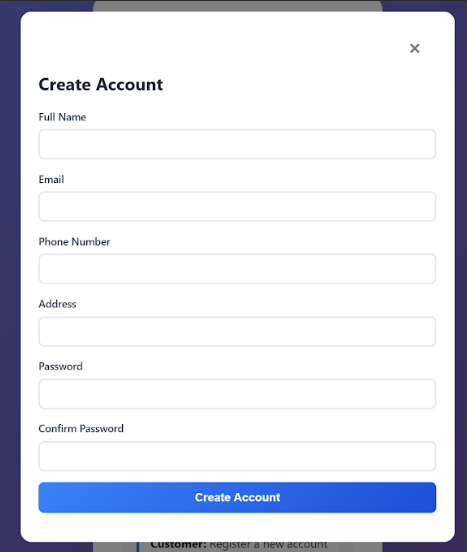 ×
Create Account
Full Name
Email
Phone Number
Address
Password
Confirm Password
Create Account
Customer: Register a new account